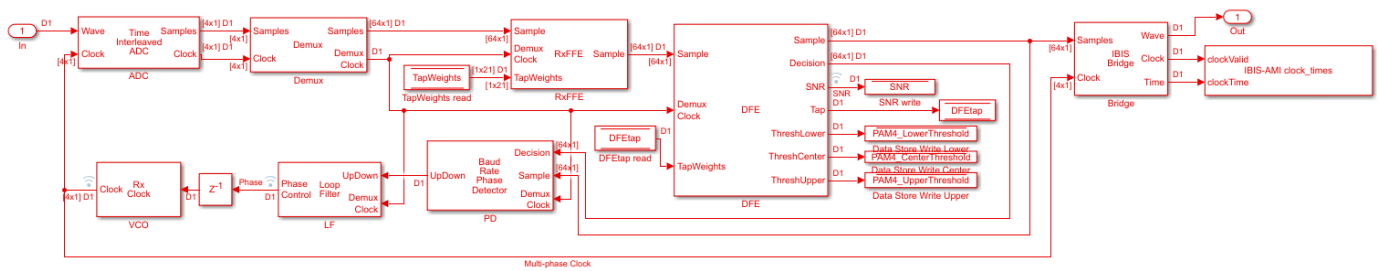 1
In
D1
Wave
Clock
Time
Interleaved
ADC
Samples
Clock
ADC
[4x1]
[4x1] D1
[4x1]
[4x1] D1
[4x1]
Samples
Clock
Demux
Samples
Demux
Clock
Demux
[64x1] D1
D1
TapWeights read
[1x21] D1
[1x21]
[64x1]
Sample
Demux
Clock
TapWeights
RxFFE
Sample
RxFFE
TapWeights
[64x1] D1
[64x1]
Sample
Demux
Clock
TapWeights
DFE
Sample
Decision
SNR
Tap
ThreshLower
ThreshCenter
ThreshUpper
DFE
DFEtap
DFEtap read
D1
[64x1] D1
[64x1] D1
D1
SNR
SNR
SNR write
D1
DFEtap
D1
PAM4_LowerThreshold
Data Store Write Lower
D1
PAM4_CenterThreshold
Data Store Write Center
D1
PAM4_UpperThreshold
Data Store Write Upper
[64x1]
Samples
[4x1]
Clock
IBIS
Bridge
Wave
Clock
Time
Bridge
D1
D1
D1
1
Out
clockValid
clockTime
IBIS-AMI clock_times
Clock
Rx
Clock
VCO
[4x1] D1
Z-1
D1
Phase
D1
Phase
Control
Loop
Filter
UpDown
Demux
Clock
LF
D1
UpDown
Baud
Rate
Phase
Detector
Decision
Sample
Demux
Clock
PD
[64x1]
[64x1]
Multi-phase Clock